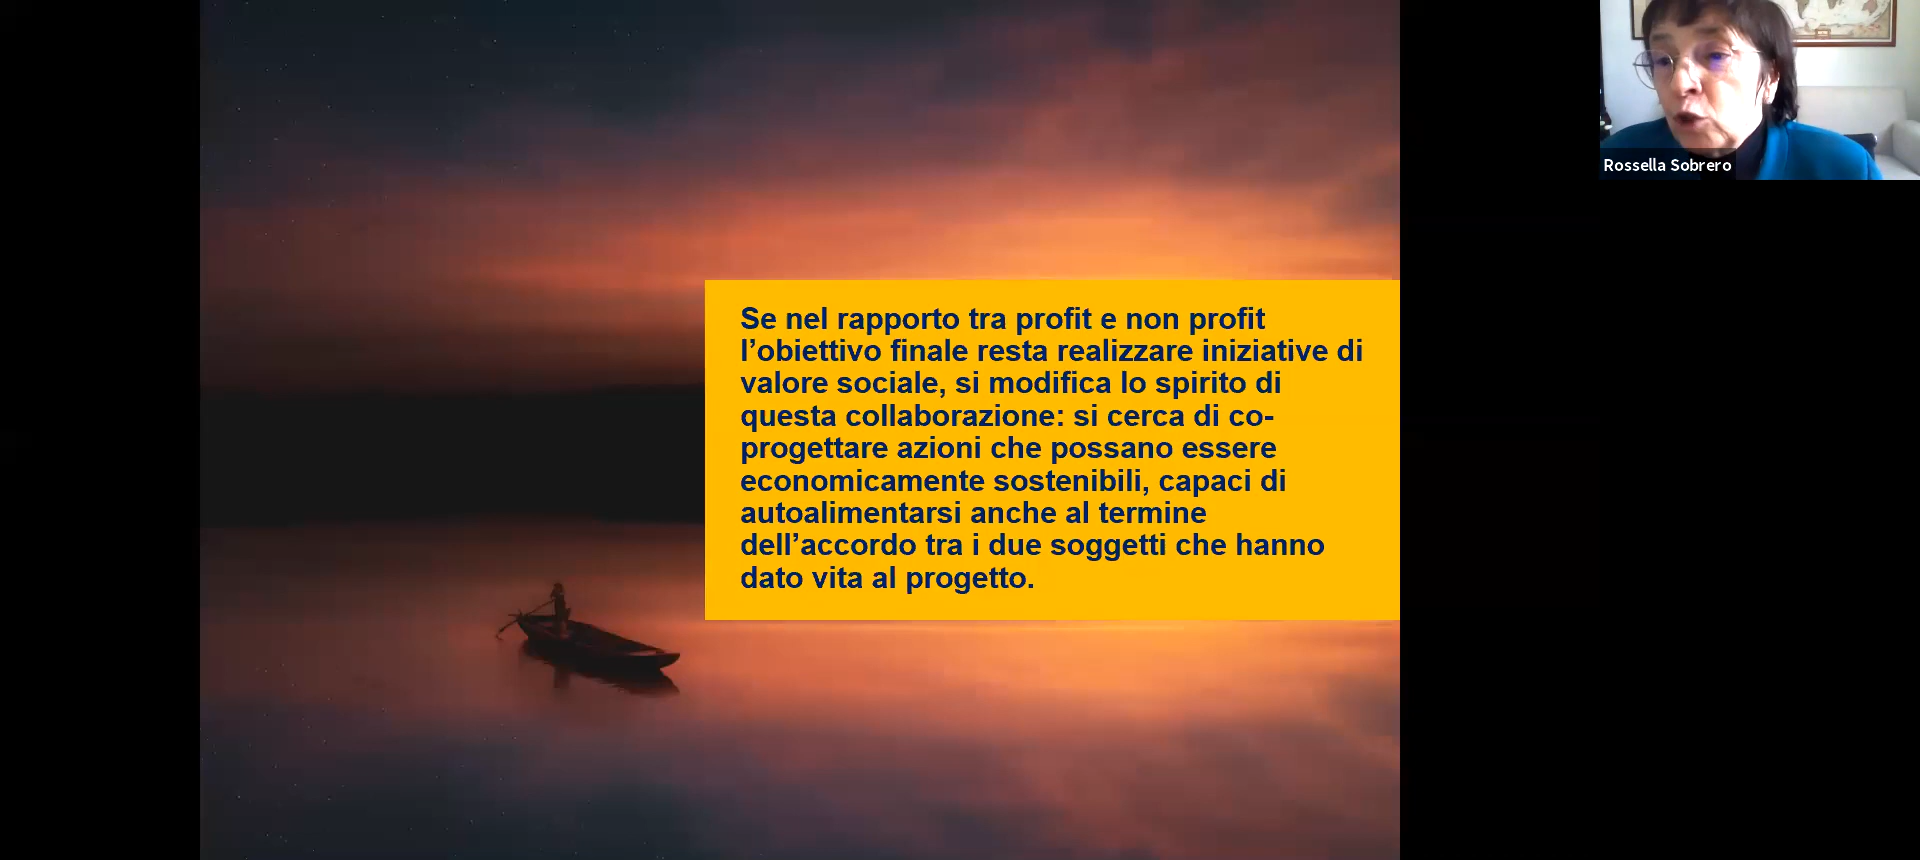 Se nel rapporto tra profit e non profit
l’obiettivo finale resta realizzare iniziative di
valore sociale, si modifica lo spirito di
questa collaborazione: si cerca di co-
progettare azioni che possano essere
economicamente sostenibili, capaci di
autoalimentarsi anche al termine
dell’accordo tra i due soggetti che hanno
dato vita al progetto.
Rossella Sobrero